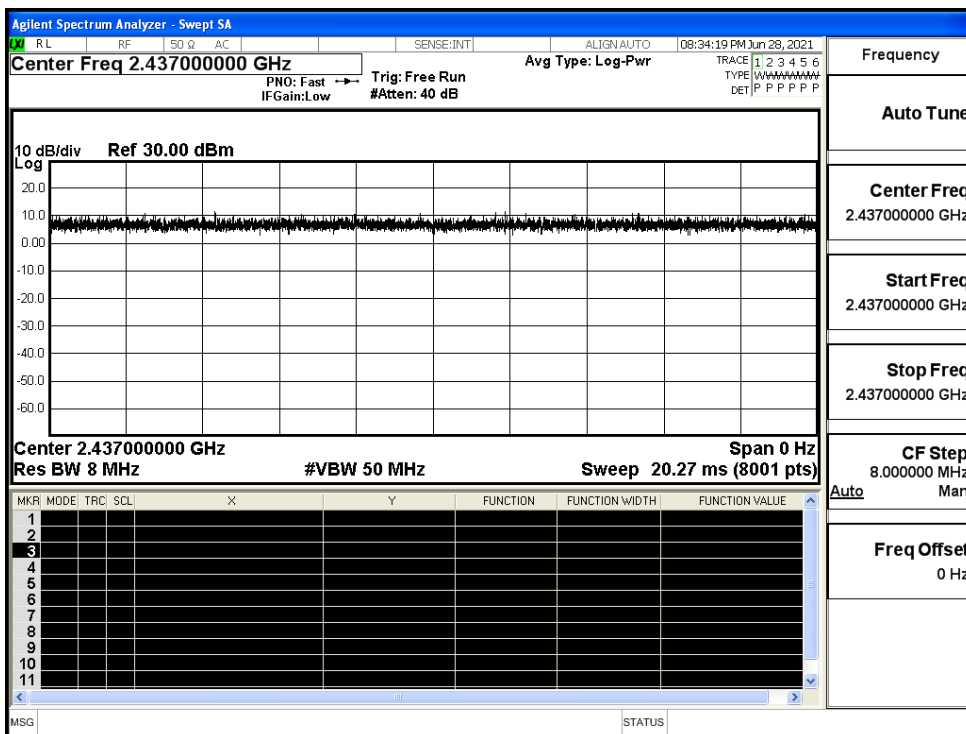 Agilent Spectrum Analyzer - Swept SA
LXI RL RF 50 Ω AC SENSE:INT ALIGN AUTO 08:34:19 PM Jun 28, 2021
Center Freq 2.437000000 GHz
PNO: Fast
IFGain:Low
Trig: Free Run
#Atten: 40 dB
Avg Type: Log-Pwr
TRACE 1 2 3 4 5 6
TYPE WWWWWW
DET P P P P P P
10 dB/div Ref 30.00 dBm
Log
20.0
10.0
0.00
-10.0
-20.0
-30.0
-40.0
-50.0
-60.0
Center 2.437000000 GHz Span 0 Hz
Res BW 8 MHz #VBW 50 MHz Sweep 20.27 ms (8001 pts)
MKR MODE TRC SCL X Y FUNCTION FUNCTION WIDTH FUNCTION VALUE
1
2
3
4
5
6
7
8
9
10
11
MSG STATUS
Frequency
Auto Tune
Center Freq
2.437000000 GHz
Start Freq
2.437000000 GHz
Stop Freq
2.437000000 GHz
CF Step
8.000000 MHz
Auto Man
Freq Offset
0 Hz